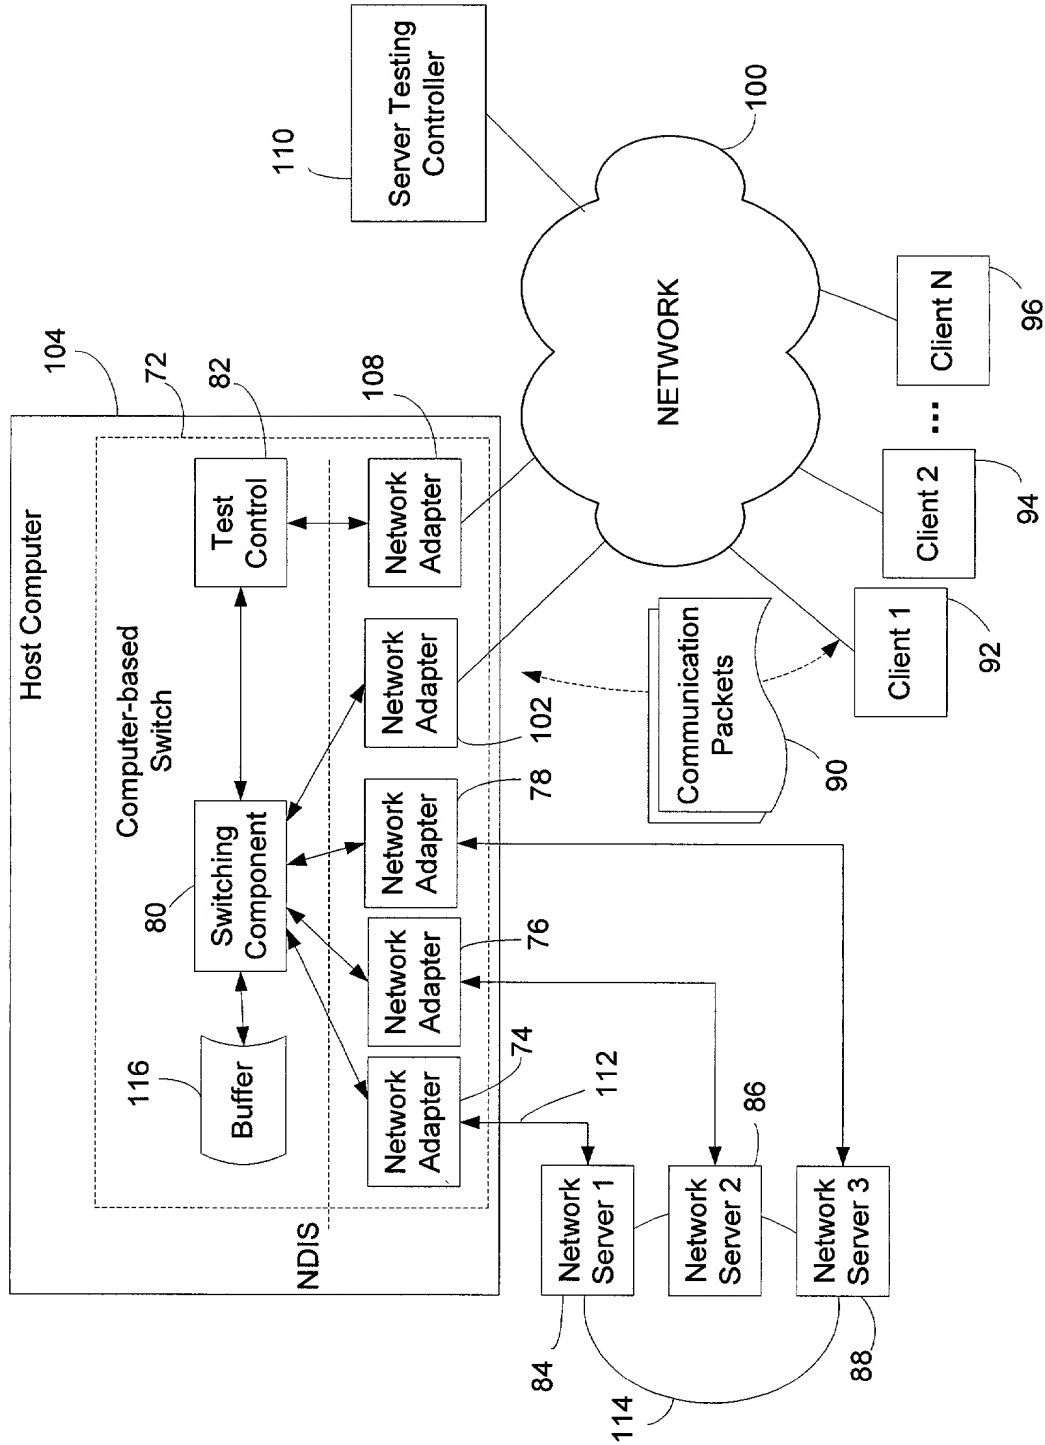 Host Computer
104
Computer-based
Switch
72
116
80
82
Buffer
Switching
Component
Test
Control
110
NDIS
108
Server Testing
Controller
Network
Adapter
Network
Adapter
Network
Adapter
Network
Adapter
Network
Adapter
74
76
78
102
84
112
Network
Server 1
NETWORK
100
114
Network
Server 2
86
Communication
Packets
90
Network
Server 3
88
Client 1
Client 2
...
Client N
92
94
96